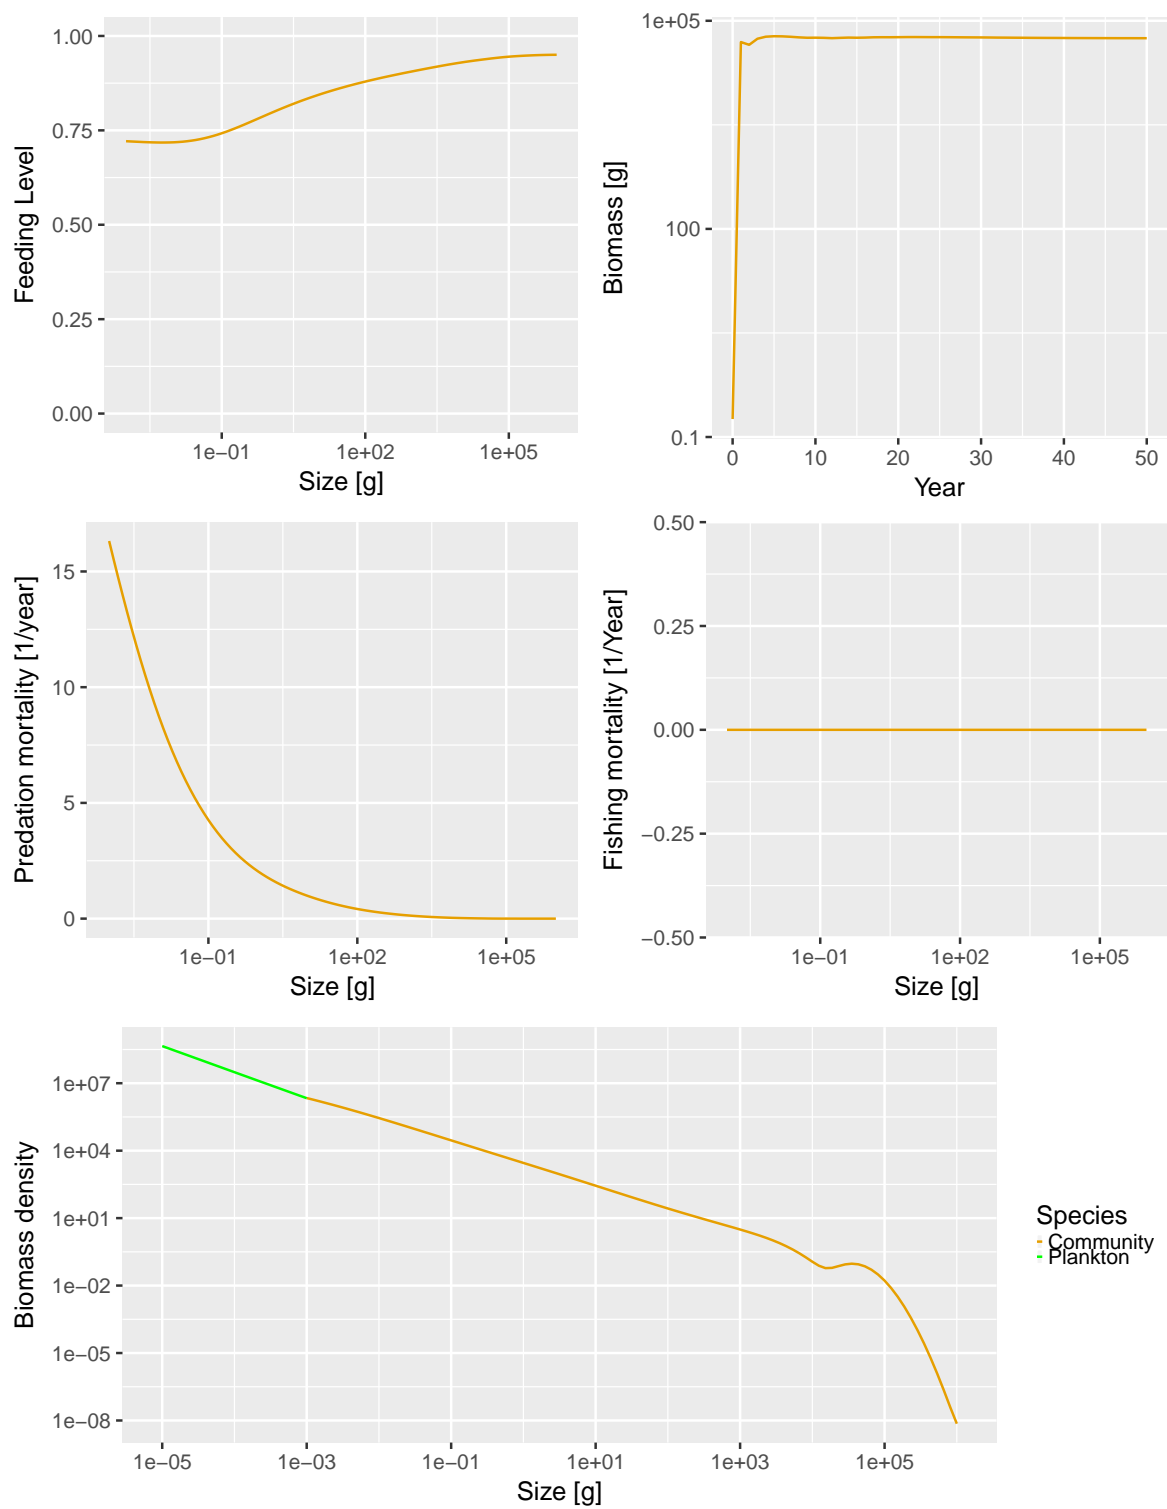 1.00
0.75
0.50
0.25
0.00
Feeding Level
1e−01 1e+02 1e+05
Size [g]
1e+05
100
0.1
Biomass [g]
0 10 20 30 40 50
Year
15
10
5
0
Predation mortality [1/year]
1e−01 1e+02 1e+05
Size [g]
0.50
0.25
0.00
−0.25
−0.50
Fishing mortality [1/Year]
1e−01 1e+02 1e+05
Size [g]
1e+07
1e+04
1e+01
1e−02
1e−05
1e−08
Biomass density
1e−05 1e−03 1e−01 1e+01 1e+03 1e+05
Size [g]
Species
Community
Plankton